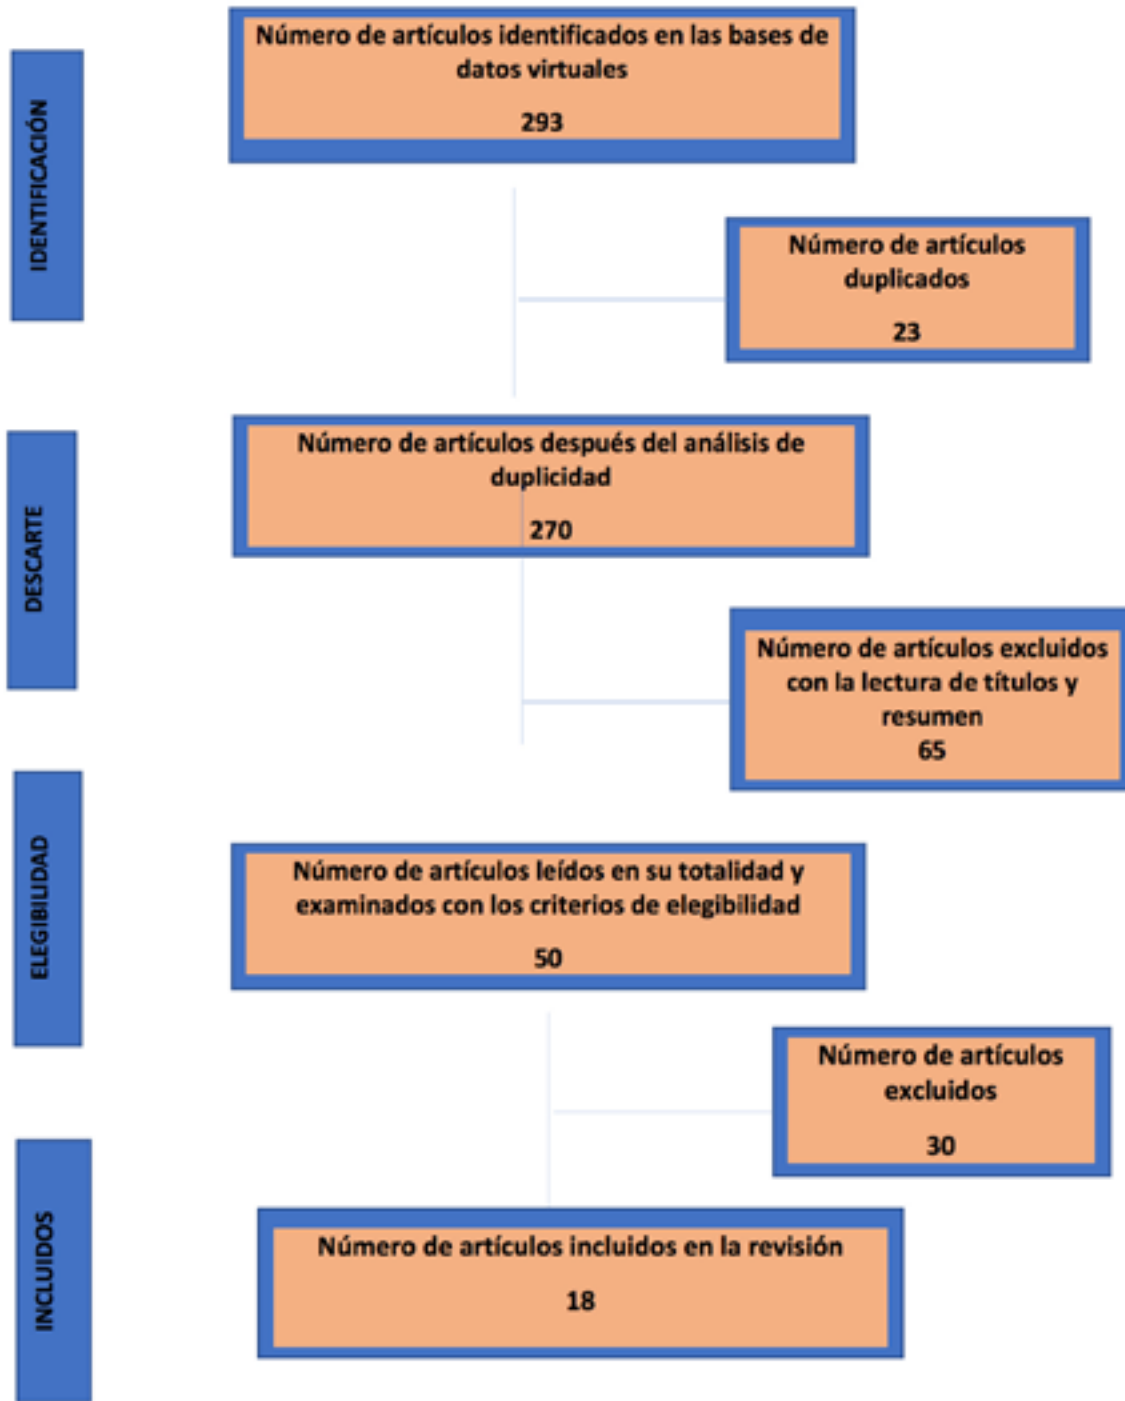 IDENTIFICACIÓN
Número de artículos identificados en las bases de
datos virtuales
293
Número de artículos
duplicados
23
DESCARTE
Número de artículos después del análisis de
duplicidad
270
Número de artículos excluidos
con la lectura de títulos y
resumen
65
ELEGIBILIDAD
Número de artículos leídos en su totalidad y
examinados con los criterios de elegibilidad
50
Número de artículos
excluidos
30
INCLUIDOS
Número de artículos incluidos en la revisión
18